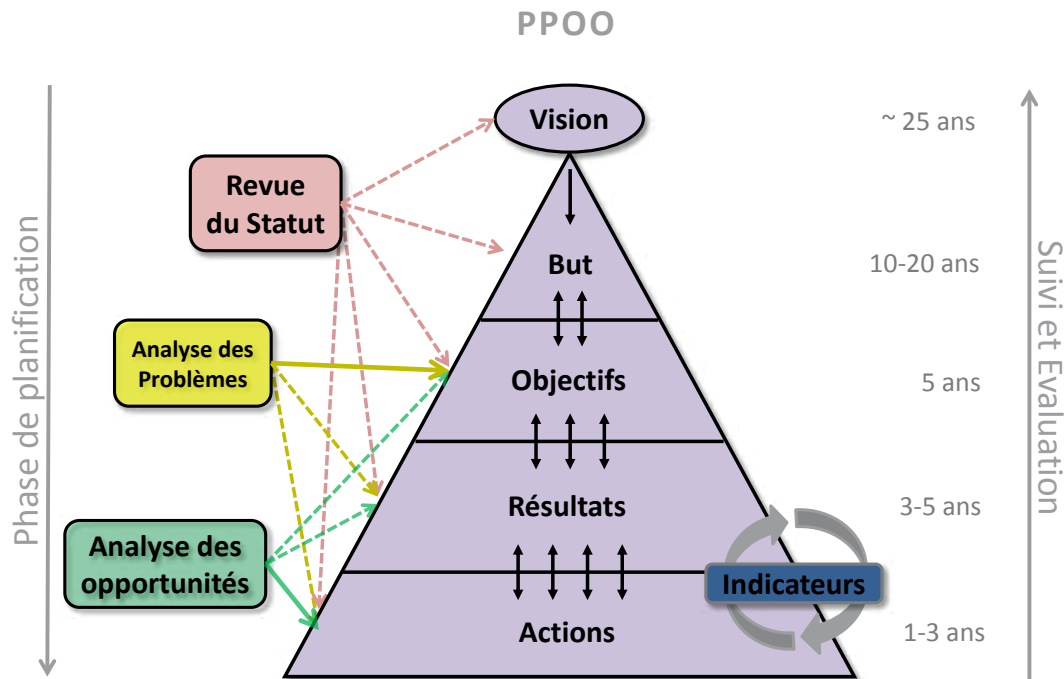 PPOO
Vision
~ 25 ans
Revue
du Statut
But
10-20 ans
Analyse des
Problèmes
Objectifs
5 ans
Résultats
3-5 ans
Analyse des
opportunités
Indicateurs
Actions
1-3 ans
Phase de planification
Suivi et Evaluation